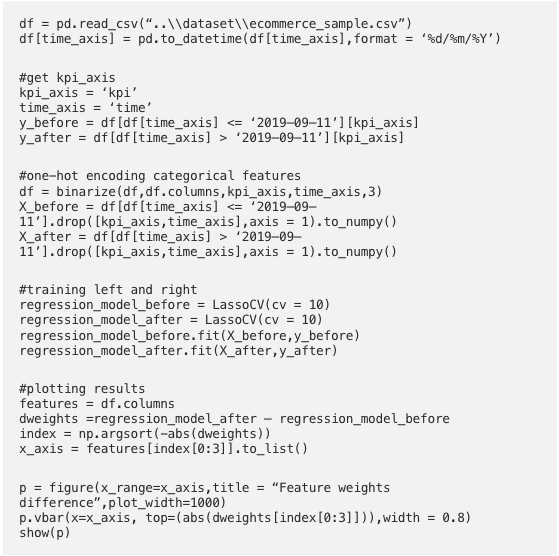 df = pd.read_csv(“..\\dataset\\ecommerce_sample.csv”)
df[time_axis] = pd.to_datetime(df[time_axis],format = ‘%d/%m/%Y’)
#get kpi_axis
kpi_axis = ‘kpi’
time_axis = ‘time’
y_before = df[df[time_axis] <= ‘2019–09–11’][kpi_axis]
y_after = df[df[time_axis] > ‘2019–09–11’][kpi_axis]
#one-hot encoding categorical features
df = binarize(df,df.columns,kpi_axis,time_axis,3)
X_before = df[df[time_axis] <= ‘2019–09–
11’].drop([kpi_axis,time_axis],axis = 1).to_numpy()
X_after = df[df[time_axis] > ‘2019–09–
11’].drop([kpi_axis,time_axis],axis = 1).to_numpy()
#training left and right
regression_model_before = LassoCV(cv = 10)
regression_model_after = LassoCV(cv = 10)
regression_model_before.fit(X_before,y_before)
regression_model_after.fit(X_after,y_after)
#plotting results
features = df.columns
dweights =regression_model_after — regression_model_before
index = np.argsort(-abs(dweights))
x_axis = features[index[0:3]].to_list()
p = figure(x_range=x_axis,title = “Feature weights
difference”,plot_width=1000)
p.vbar(x=x_axis, top=(abs(dweights[index[0:3]])),width = 0.8)
show(p)